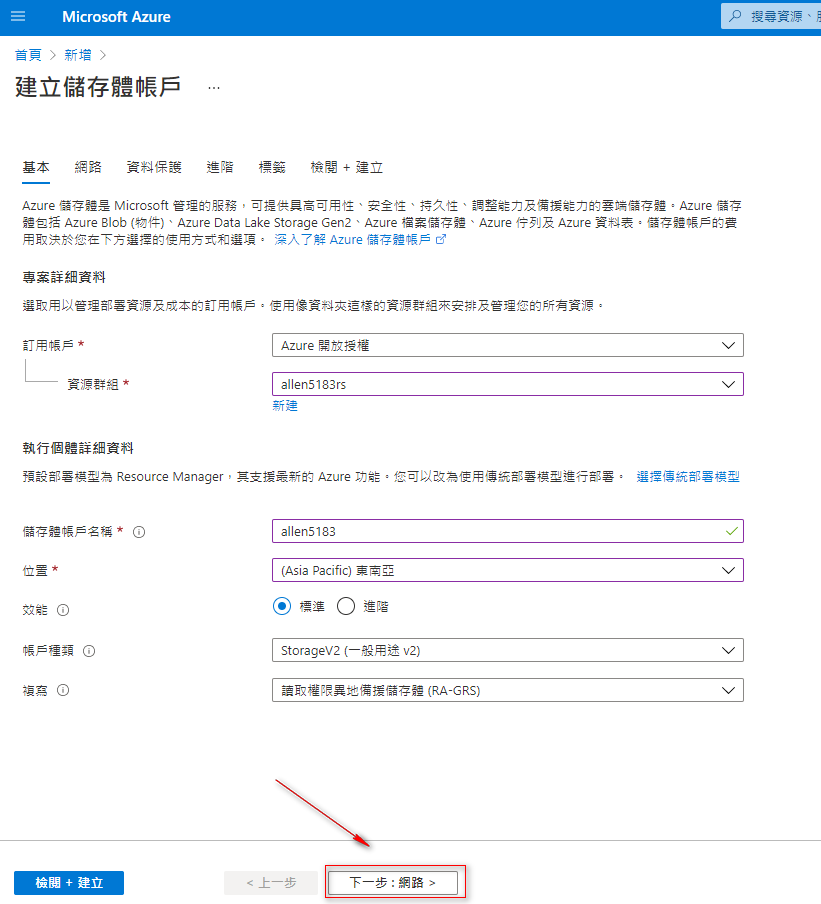 Microsoft Azure
搜尋資源、
首頁 > 新增 >
建立儲存體帳戶 ...
基本 網路 資料保護 進階 標籤 檢閱 + 建立
Azure 儲存體是 Microsoft 管理的服務，可提供具高可用性、安全性、持久性、調整能力及備援能力的雲端儲存體。Azure 儲存
體包括 Azure Blob (物件)、Azure Data Lake Storage Gen2、Azure 檔案儲存體、Azure 佇列及 Azure 資料表。儲存體帳戶的費
用取決於您在下方選擇的使用方式和選項。 深入了解 Azure 儲存體帳戶
專案詳細資料
選取用以管理部署資源及成本的訂用帳戶。使用像資料夾這樣的資源群組來安排及管理您的所有資源。
訂用帳戶 * Azure 開放授權
資源群組 * allen5183rs
新建
執行個體詳細資料
預設部署模型為 Resource Manager，其支援最新的 Azure 功能。您可以改為使用傳統部署模型進行部署。 選擇傳統部署模型
儲存體帳戶名稱 * allen5183
位置 * (Asia Pacific) 東南亞
效能 標準 進階
帳戶種類 StorageV2 (一般用途 v2)
複寫 讀取權限異地備援儲存體 (RA-GRS)
檢閱 + 建立 < 上一步 下一步 : 網路 >